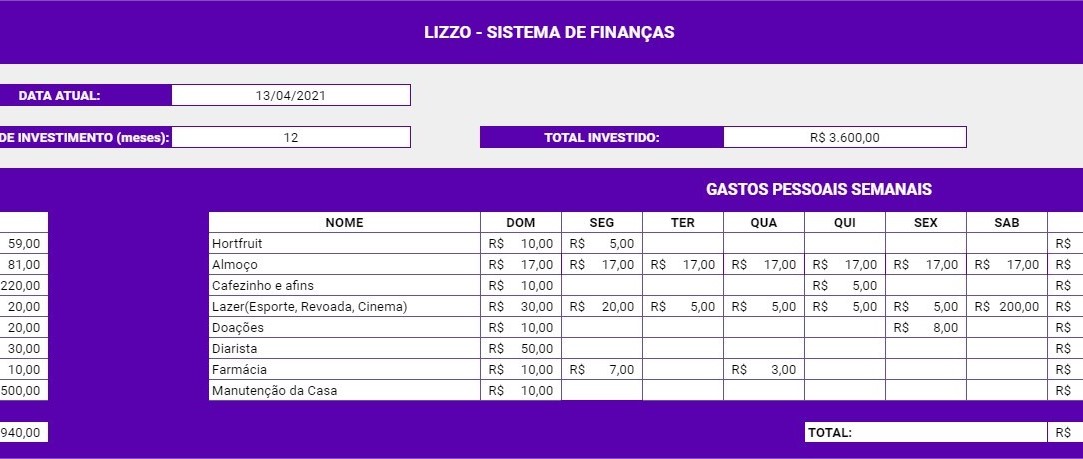 LIZZO - SISTEMA DE FINANÇAS
DATA ATUAL: 13/04/2021
DE INVESTIMENTO (meses): 12 TOTAL INVESTIDO: R$ 3.600,00
GASTOS PESSOAIS SEMANAIS
NOME DOM SEG TER QUA QUI SEX SAB
59,00 Hortfruit R$ 10,00 R$ 5,00 R$
81,00 Almoço R$ 17,00 R$ 17,00 R$ 17,00 R$ 17,00 R$ 17,00 R$ 17,00 R$ 17,00 R$
220,00 Cafezinho e afins R$ 10,00 R$ 5,00 R$
20,00 Lazer(Esporte, Revoada, Cinema) R$ 30,00 R$ 20,00 R$ 5,00 R$ 5,00 R$ 5,00 R$ 5,00 R$ 200,00 R$
20,00 Doações R$ 10,00 R$ 8,00 R$
30,00 Diarista R$ 50,00 R$
10,00 Farmácia R$ 10,00 R$ 7,00 R$ 3,00 R$
500,00 Manutenção da Casa R$ 10,00 R$
940,00 TOTAL: R$